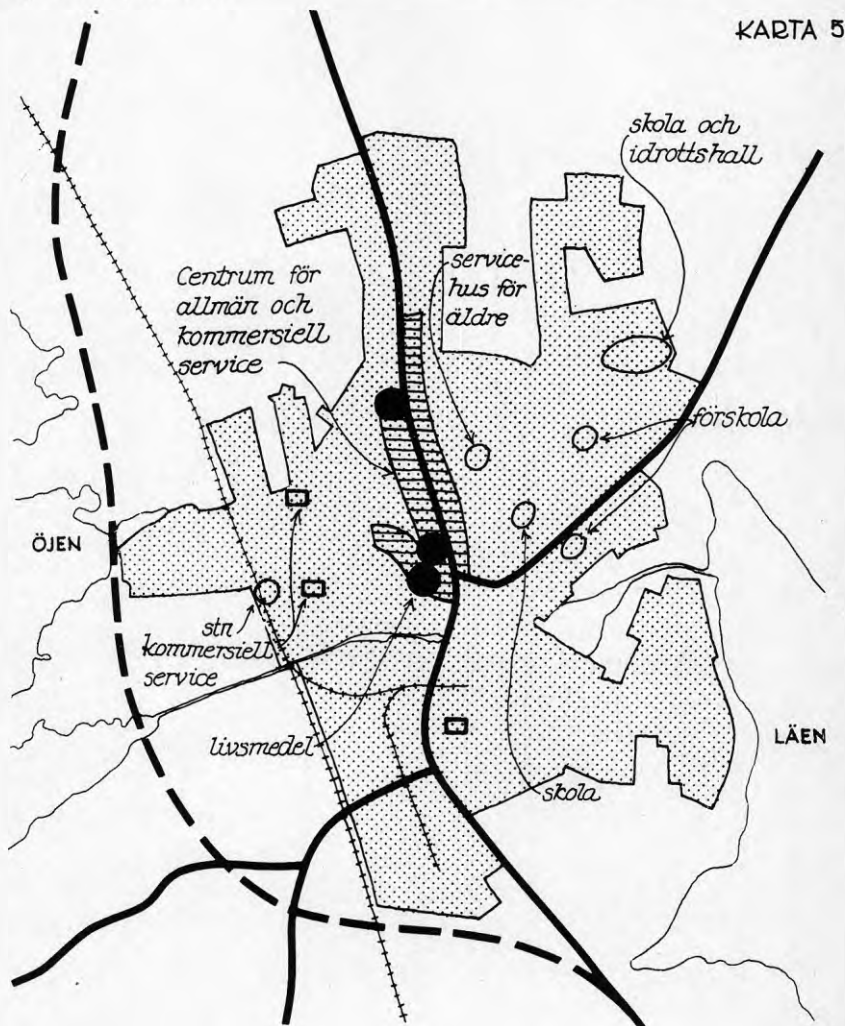 KARTA 5
skola och
idrottshall
service-
hus för
äldre
Centrum för
allmän och
kommersiell
service
förskola
ÖJEN
stn
kommersiell
service
livsmedel
skola
LÄEN